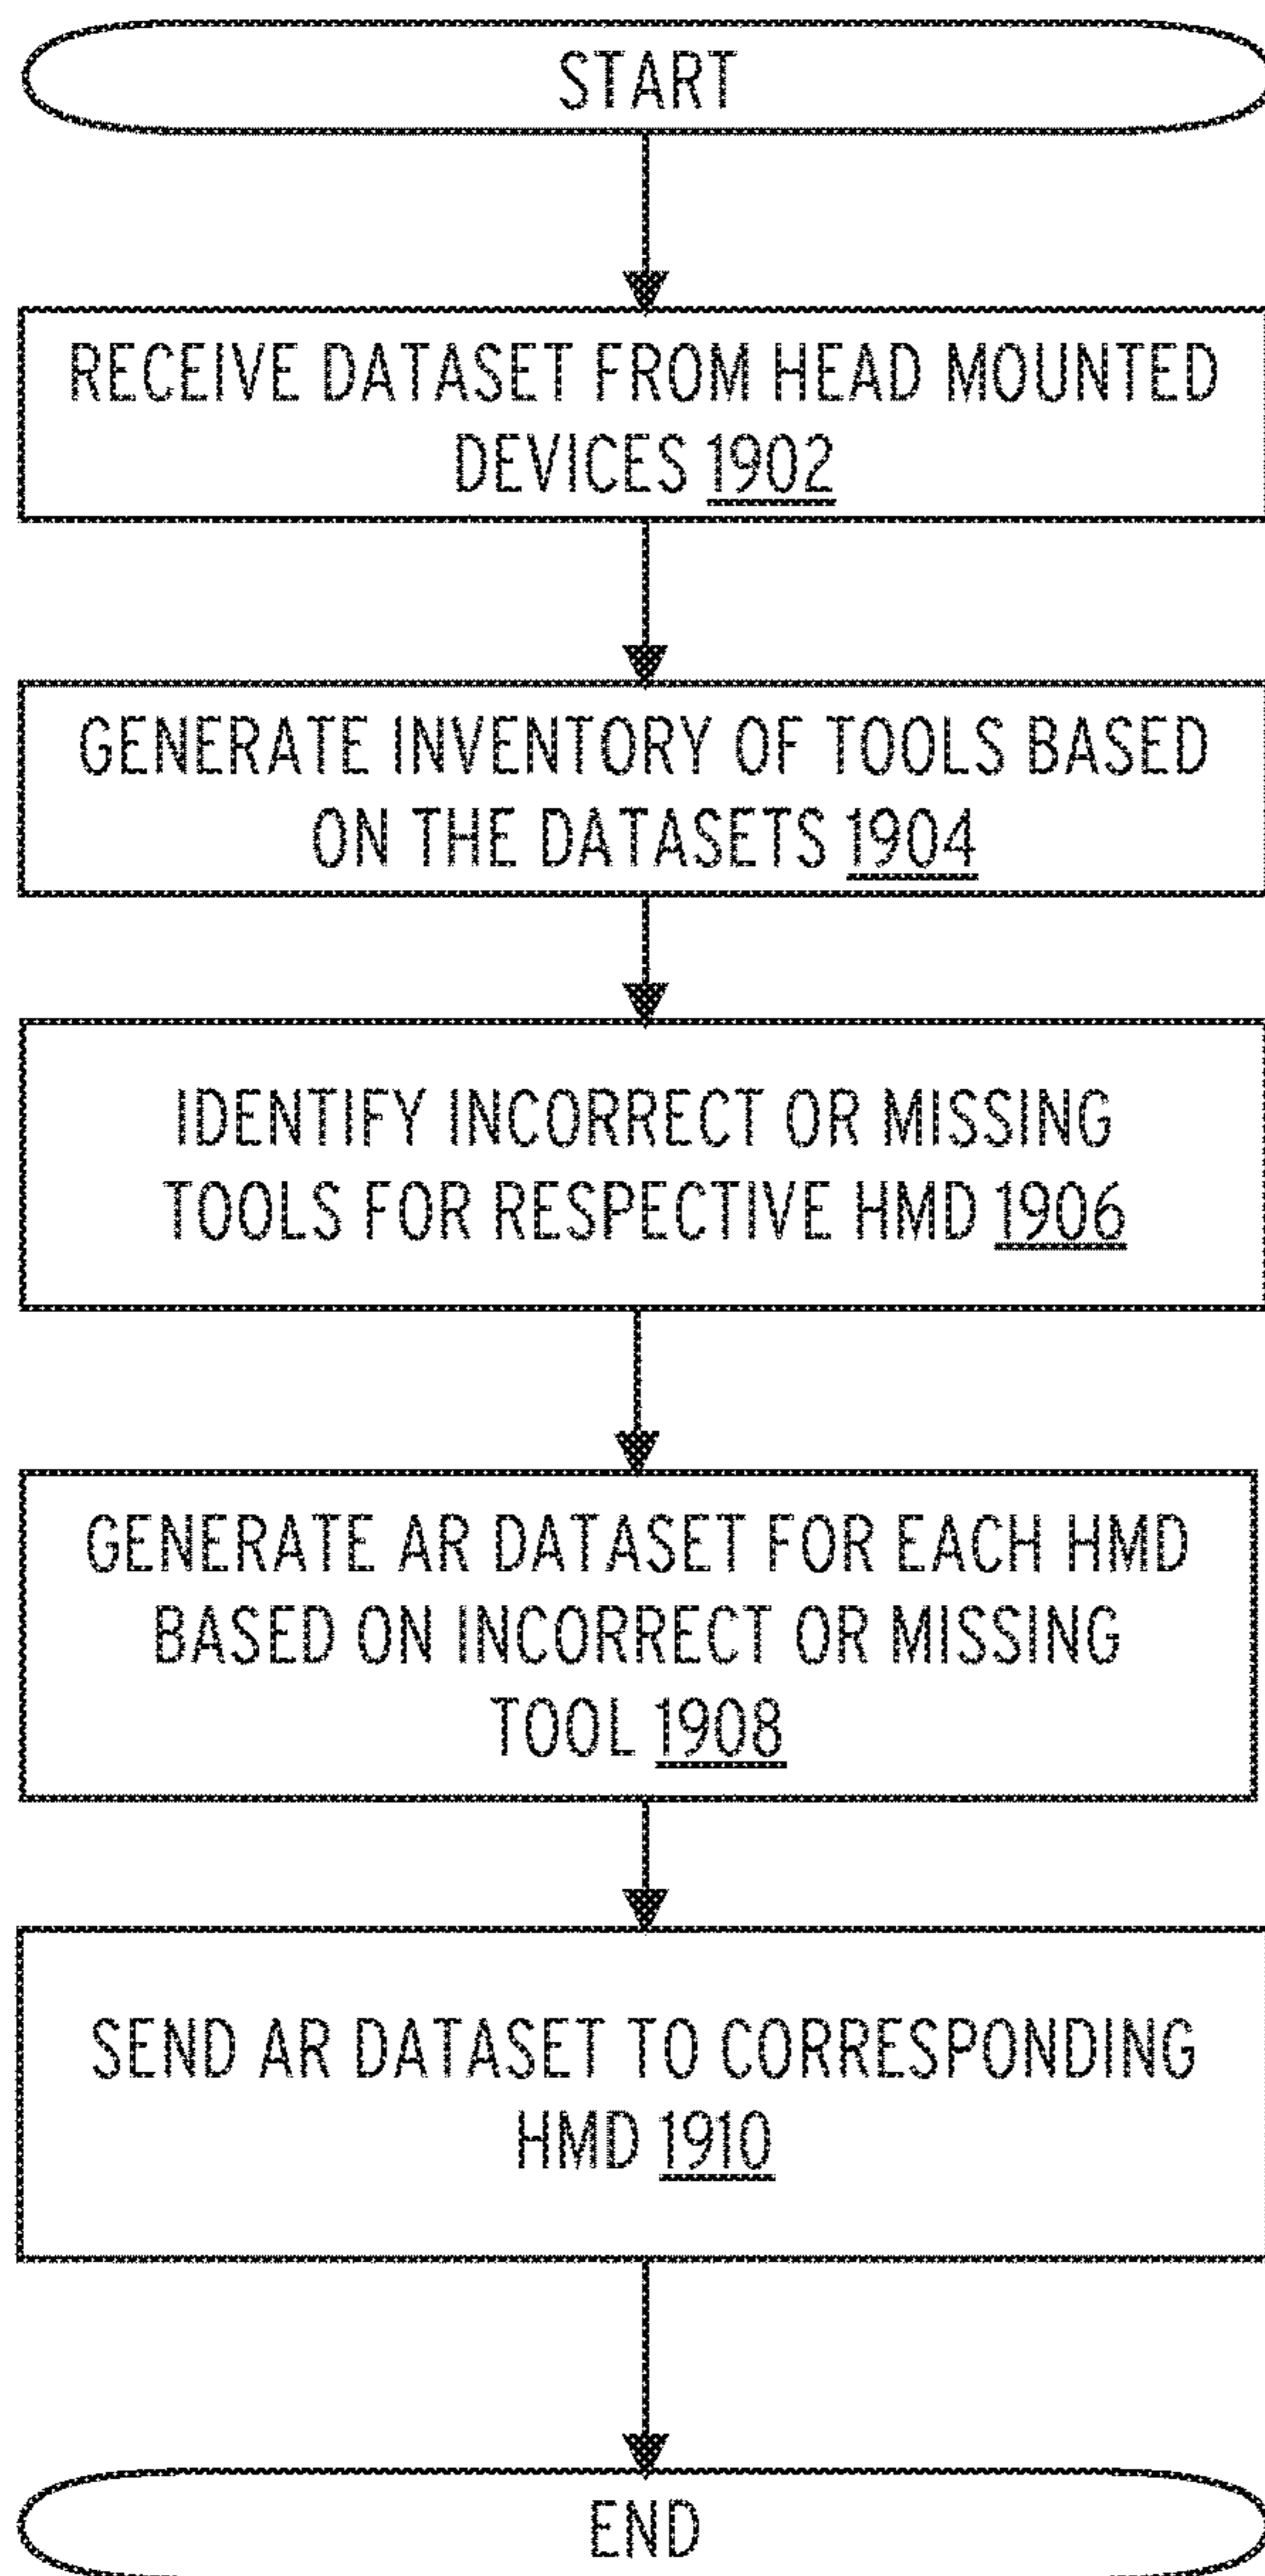 START
RECEIVE DATASET FROM HEAD MOUNTED
DEVICES 1902
GENERATE INVENTORY OF TOOLS BASED
ON THE DATASETS 1904
IDENTIFY INCORRECT OR MISSING
TOOLS FOR RESPECTIVE HMD 1906
GENERATE AR DATASET FOR EACH HMD
BASED ON INCORRECT OR MISSING
TOOL 1908
SEND AR DATASET TO CORRESPONDING
HMD 1910
END